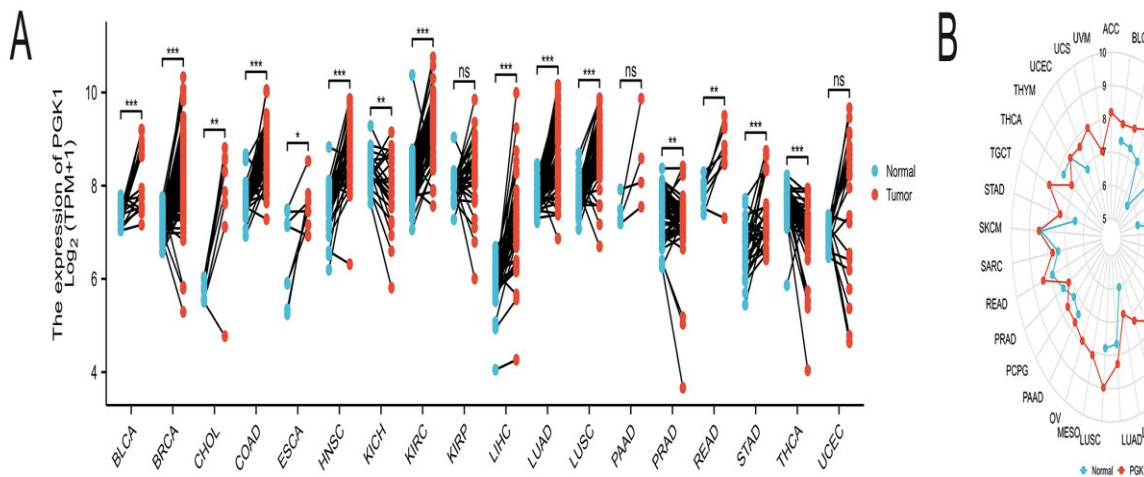 A
The expression of PGK1
Log2 (TPM+1)
10
8
6
4
***
***
**
***
*
***
**
***
ns
***
***
***
ns
**
**
***
***
ns
BLCA
BRCA
CHOL
COAD
ESCA
HNSC
KICH
KIRC
KIRP
LIHC
LUAD
LUSC
PAAD
PRAD
READ
STAD
THCA
UCEC
Normal
Tumor
B
ACC
BLC
UVM
UCS
UCEC
THYM
THCA
TGCT
STAD
SKCM
SARC
READ
PRAD
PCPG
PAAD
OV
MESO
LUSC
LUAD
L
10
9
8
7
6
5
Normal
PGK